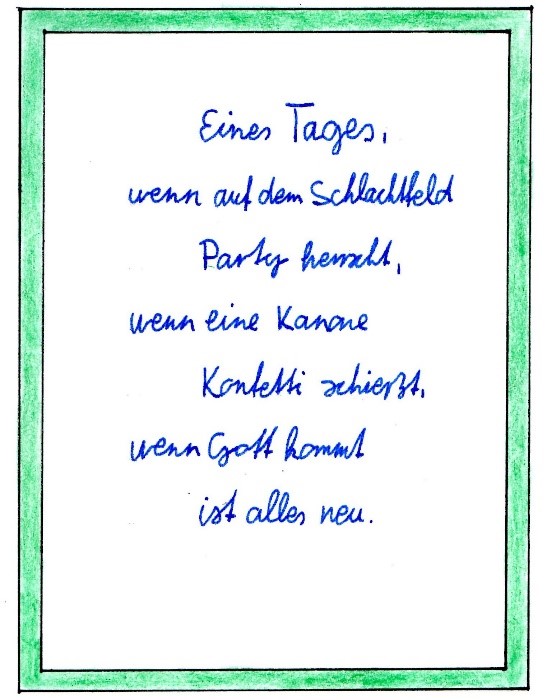 Eines Tages,
wenn auf dem Schlachtfeld
Party herrscht,
wenn eine Kanone
Konfetti schießt,
wenn Gott kommt
ist alles neu.